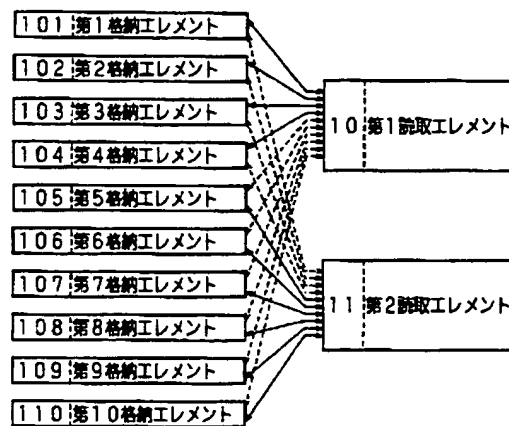 101 第1格納エレメント
102 第2格納エレメント
103 第3格納エレメント
104 第4格納エレメント
105 第5格納エレメント
106 第6格納エレメント
107 第7格納エレメント
108 第8格納エレメント
109 第9格納エレメント
110 第10格納エレメント
10 第1読取エレメント
11 第2読取エレメント